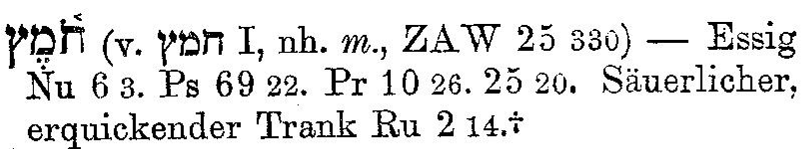 חֹ֫מֶץ (v. חמץ I, nh. m., ZAW 25 330) — Essig
Nu 6 3. Ps 69 22. Pr 10 26. 25 20. Säuerlicher,
erquickender Trank Ru 2 14.†